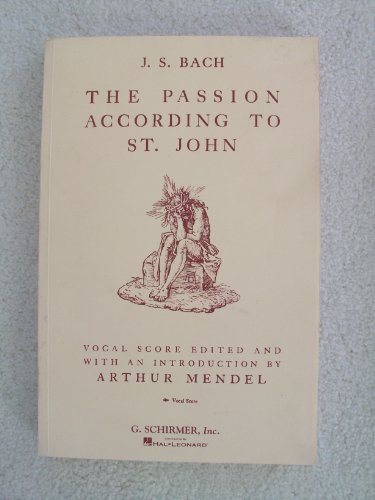 J. S. BACH
THE PASSION
ACCORDING TO
ST. JOHN
VOCAL SCORE EDITED AND
WITH AN INTRODUCTION BY
ARTHUR MENDEL
Vocal Score
G. SCHIRMER, Inc.
HAL•LEONARD